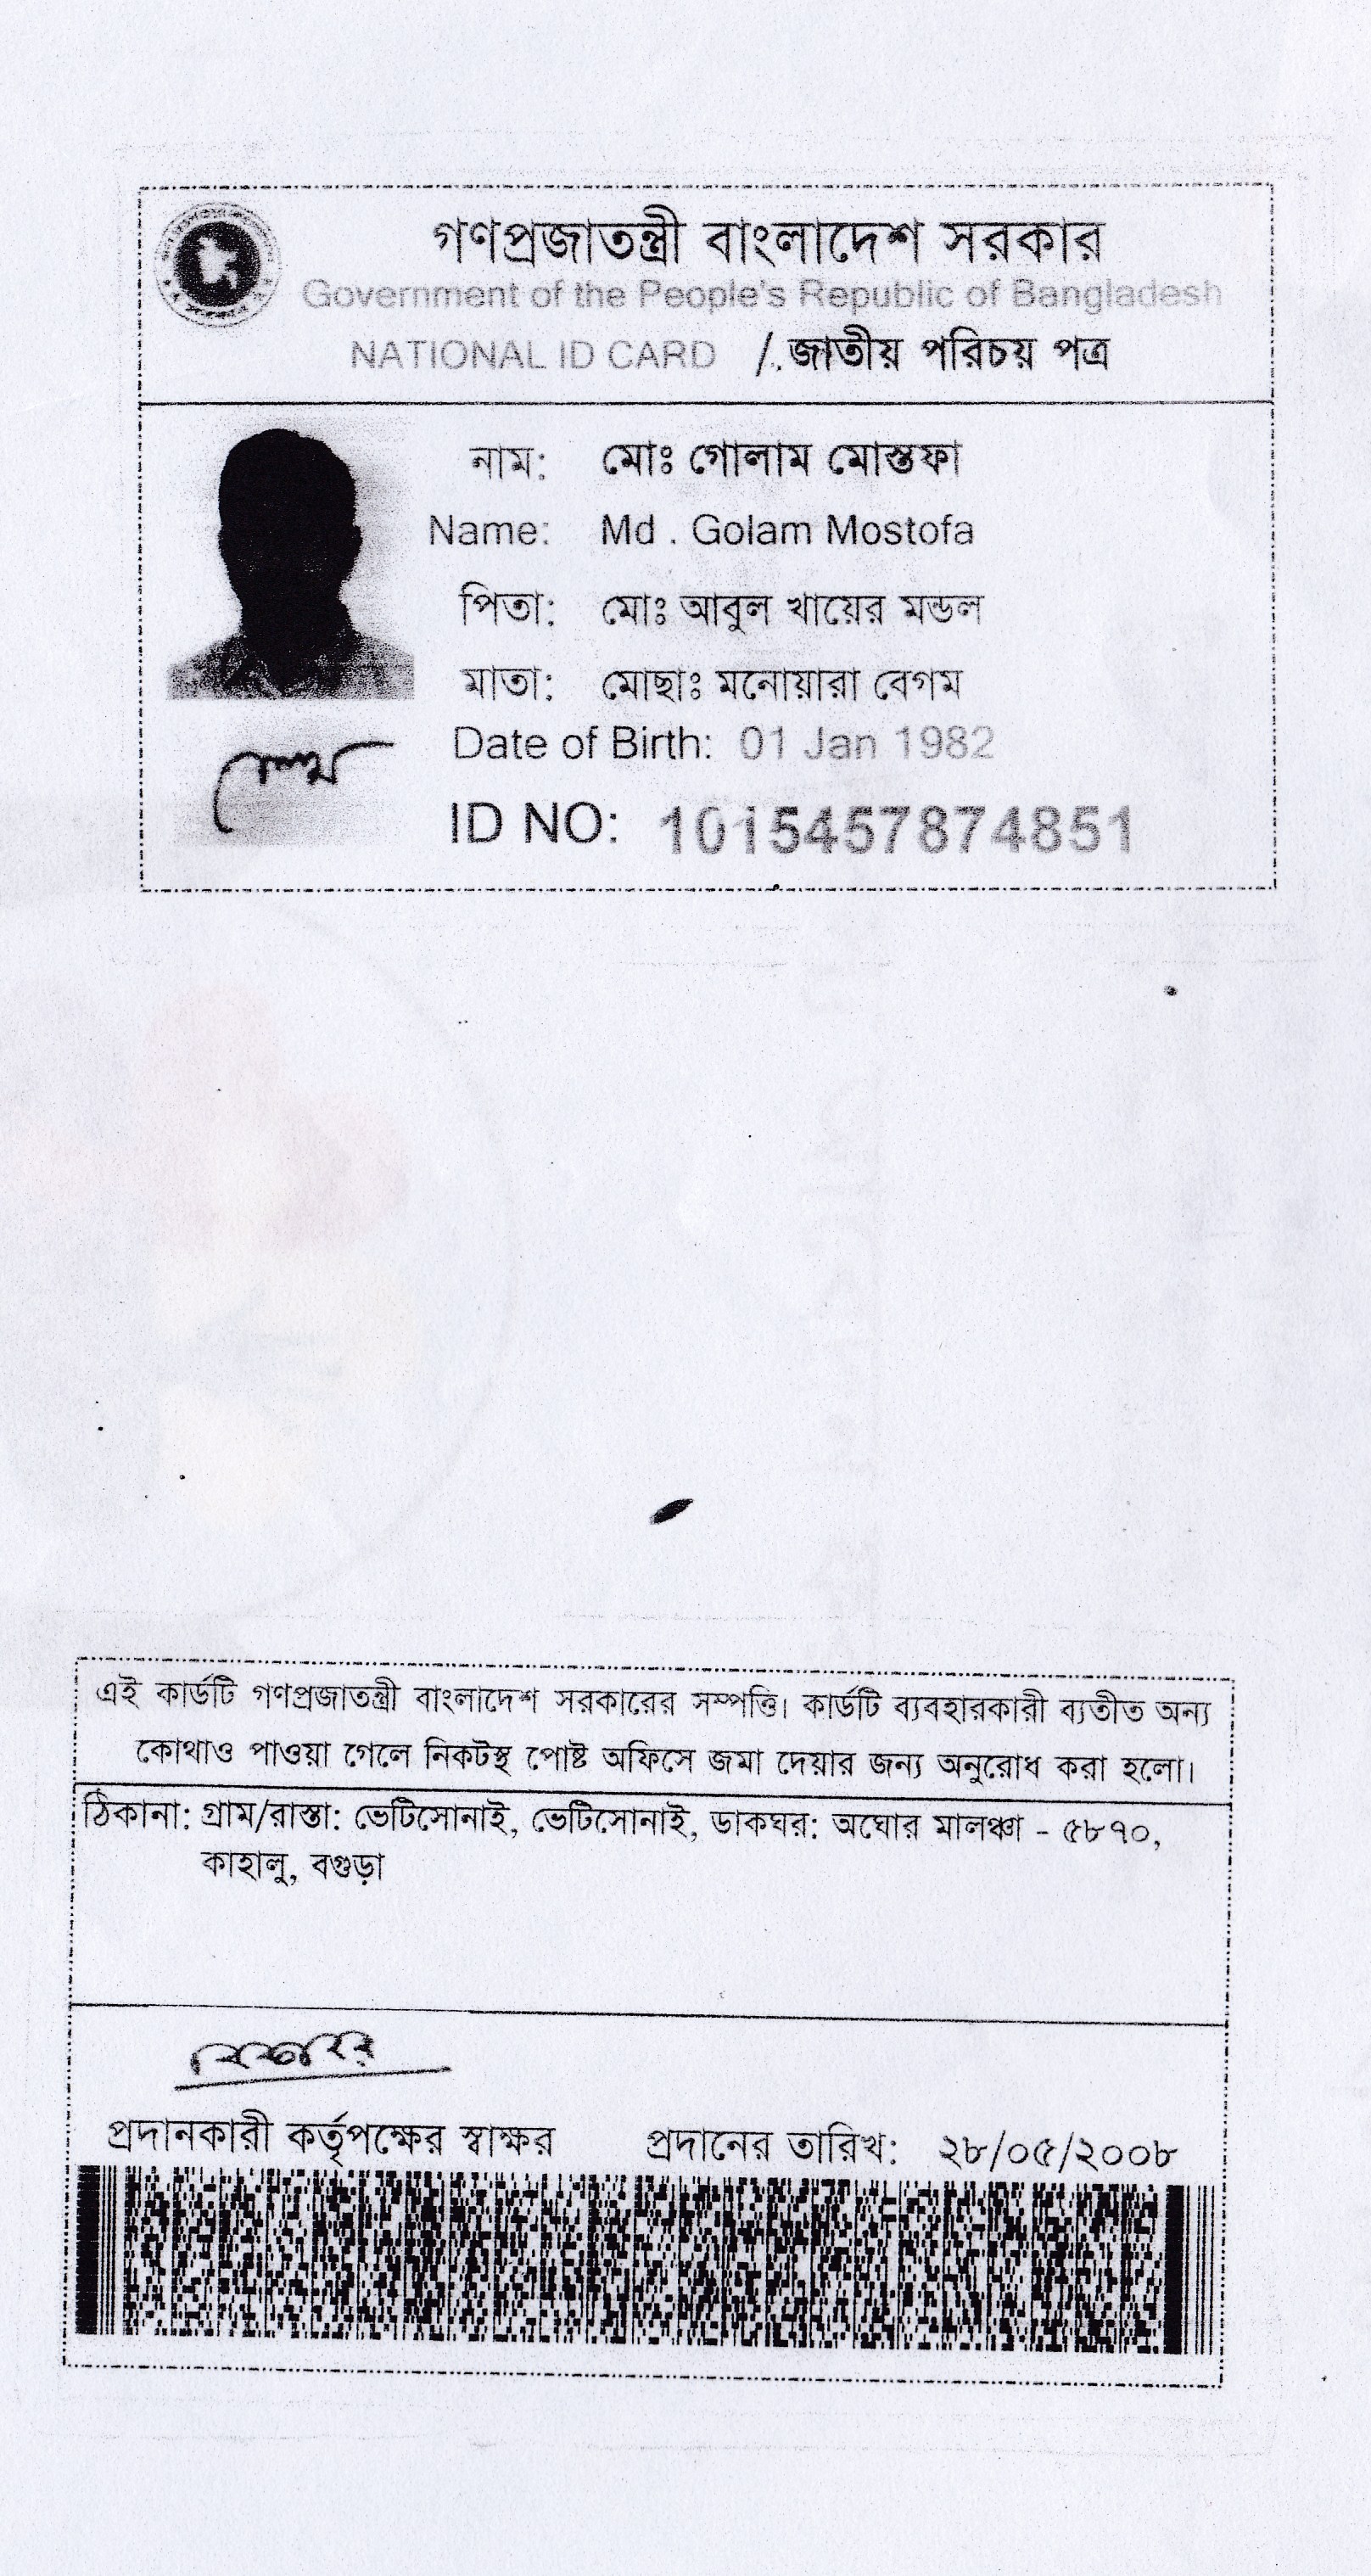 গণপ্রজাতন্ত্রী বাংলাদেশ সরকার
Government of the People's Republic of Bangladesh
NATIONAL ID CARD / জাতীয় পরিচয় পত্র
নাম: মোঃ গোলাম মোস্তফা
Name: Md . Golam Mostofa
পিতা: মোঃ আবুল খায়ের মন্ডল
মাতা: মোছাঃ মনোয়ারা বেগম
Date of Birth: 01 Jan 1982
ID NO: 1015457874851
এই কার্ডটি গণপ্রজাতন্ত্রী বাংলাদেশ সরকারের সম্পত্তি। কার্ডটি ব্যবহারকারী ব্যতীত অন্য
কোথাও পাওয়া গেলে নিকটস্থ পোষ্ট অফিসে জমা দেয়ার জন্য অনুরোধ করা হলো।
ঠিকানা: গ্রাম/রাস্তা: ভেটিসোনাই, ভেটিসোনাই, ডাকঘর: অঘোর মালঞ্চা - ৫৮৭০,
কাহালু, বগুড়া
প্রদানকারী কর্তৃপক্ষের স্বাক্ষর প্রদানের তারিখ: ২৮/০৫/২০০৮